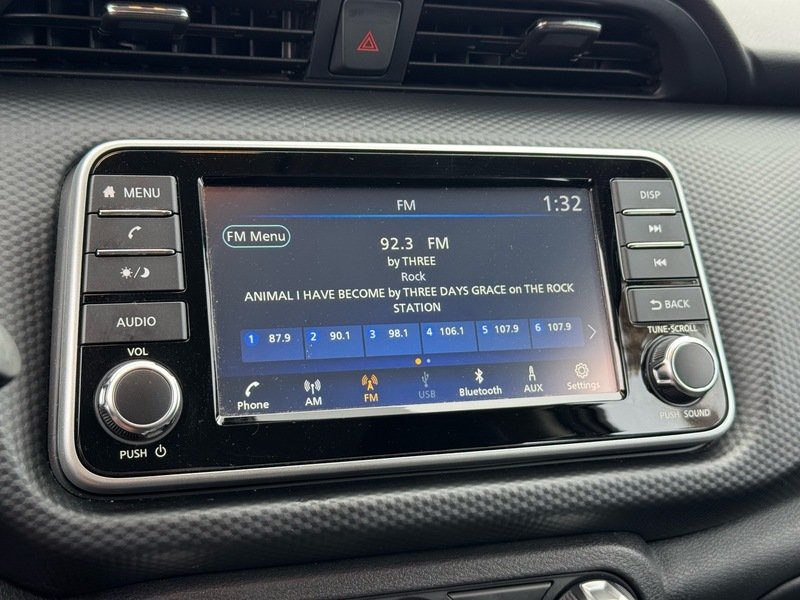 MENU
DISP
FM
1:32
FM Menu
92.3 FM
by THREE
Rock
ANIMAL I HAVE BECOME by THREE DAYS GRACE on THE ROCK
STATION
BACK
AUDIO
1 87.9 2 90.1 3 98.1 4 106.1 5 107.9 6 107.9
TUNE·SCROLL
VOL
Phone AM FM USB Bluetooth AUX Settings
PUSH SOUND
PUSH